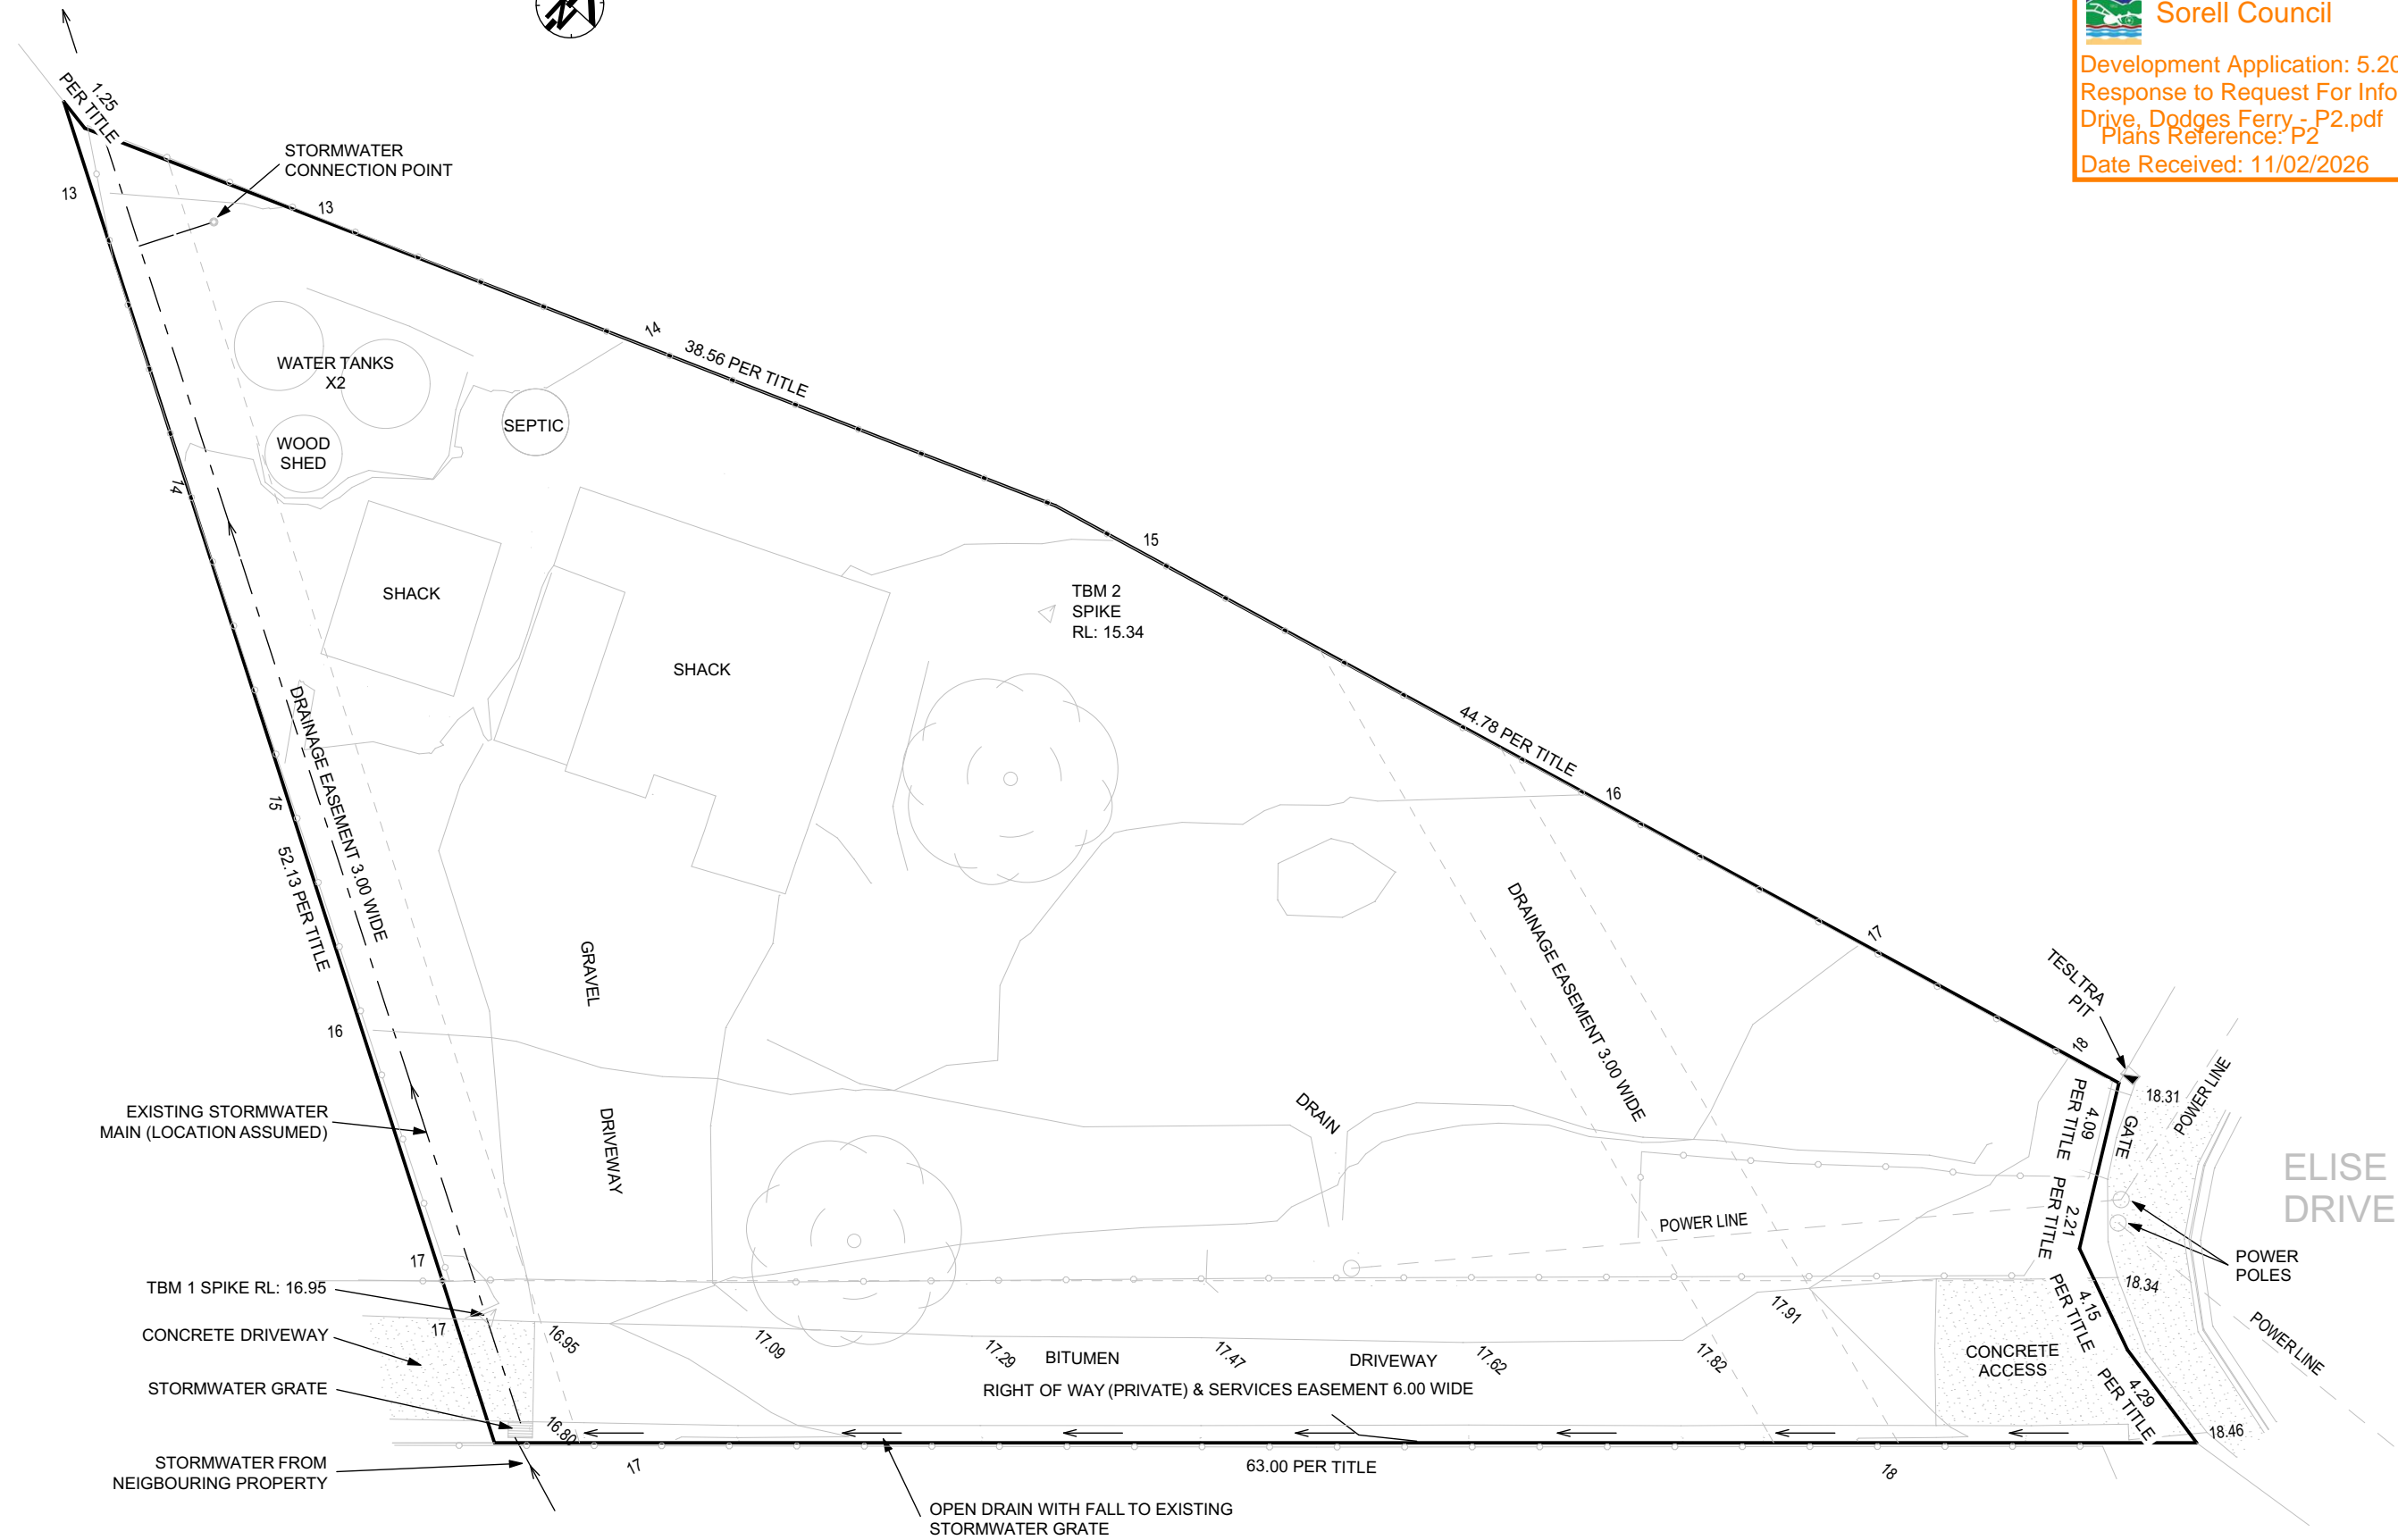 Sorell Council
Development Application: 5.20
Response to Request For Info
Drive, Dodges Ferry - P2.pdf
Plans Reference: P2
Date Received: 11/02/2026
1.25
PER TITLE
STORMWATER
CONNECTION POINT
13
13
14
38.56 PER TITLE
WATER TANKS
X2
SEPTIC
WOOD
SHED
14
15
SHACK
TBM 2
SPIKE
RL: 15.34
SHACK
DRAINAGE EASEMENT 3.00 WIDE
44.78 PER TITLE
15
16
52.13 PER TITLE
DRAINAGE EASEMENT 3.00 WIDE
17
GRAVEL
TESLTRA
PIT
16
18
18.31
POWER LINE
EXISTING STORMWATER
MAIN (LOCATION ASSUMED)
DRAIN
DRIVEWAY
4.09
PER TITLE
GATE
ELISE
DRIVE
2.21
PER TITLE
POWER LINE
POWER
POLES
17
TBM 1 SPIKE RL: 16.95
18.34
4.15
PER TITLE
17
CONCRETE DRIVEWAY
16.95
17.09
17.29
BITUMEN
17.47
DRIVEWAY
17.62
17.82
17.91
CONCRETE
ACCESS
POWER LINE
STORMWATER GRATE
RIGHT OF WAY (PRIVATE) & SERVICES EASEMENT 6.00 WIDE
4.29
PER TITLE
16.80
18.46
STORMWATER FROM
NEIGBOURING PROPERTY
17
63.00 PER TITLE
18
OPEN DRAIN WITH FALL TO EXISTING
STORMWATER GRATE